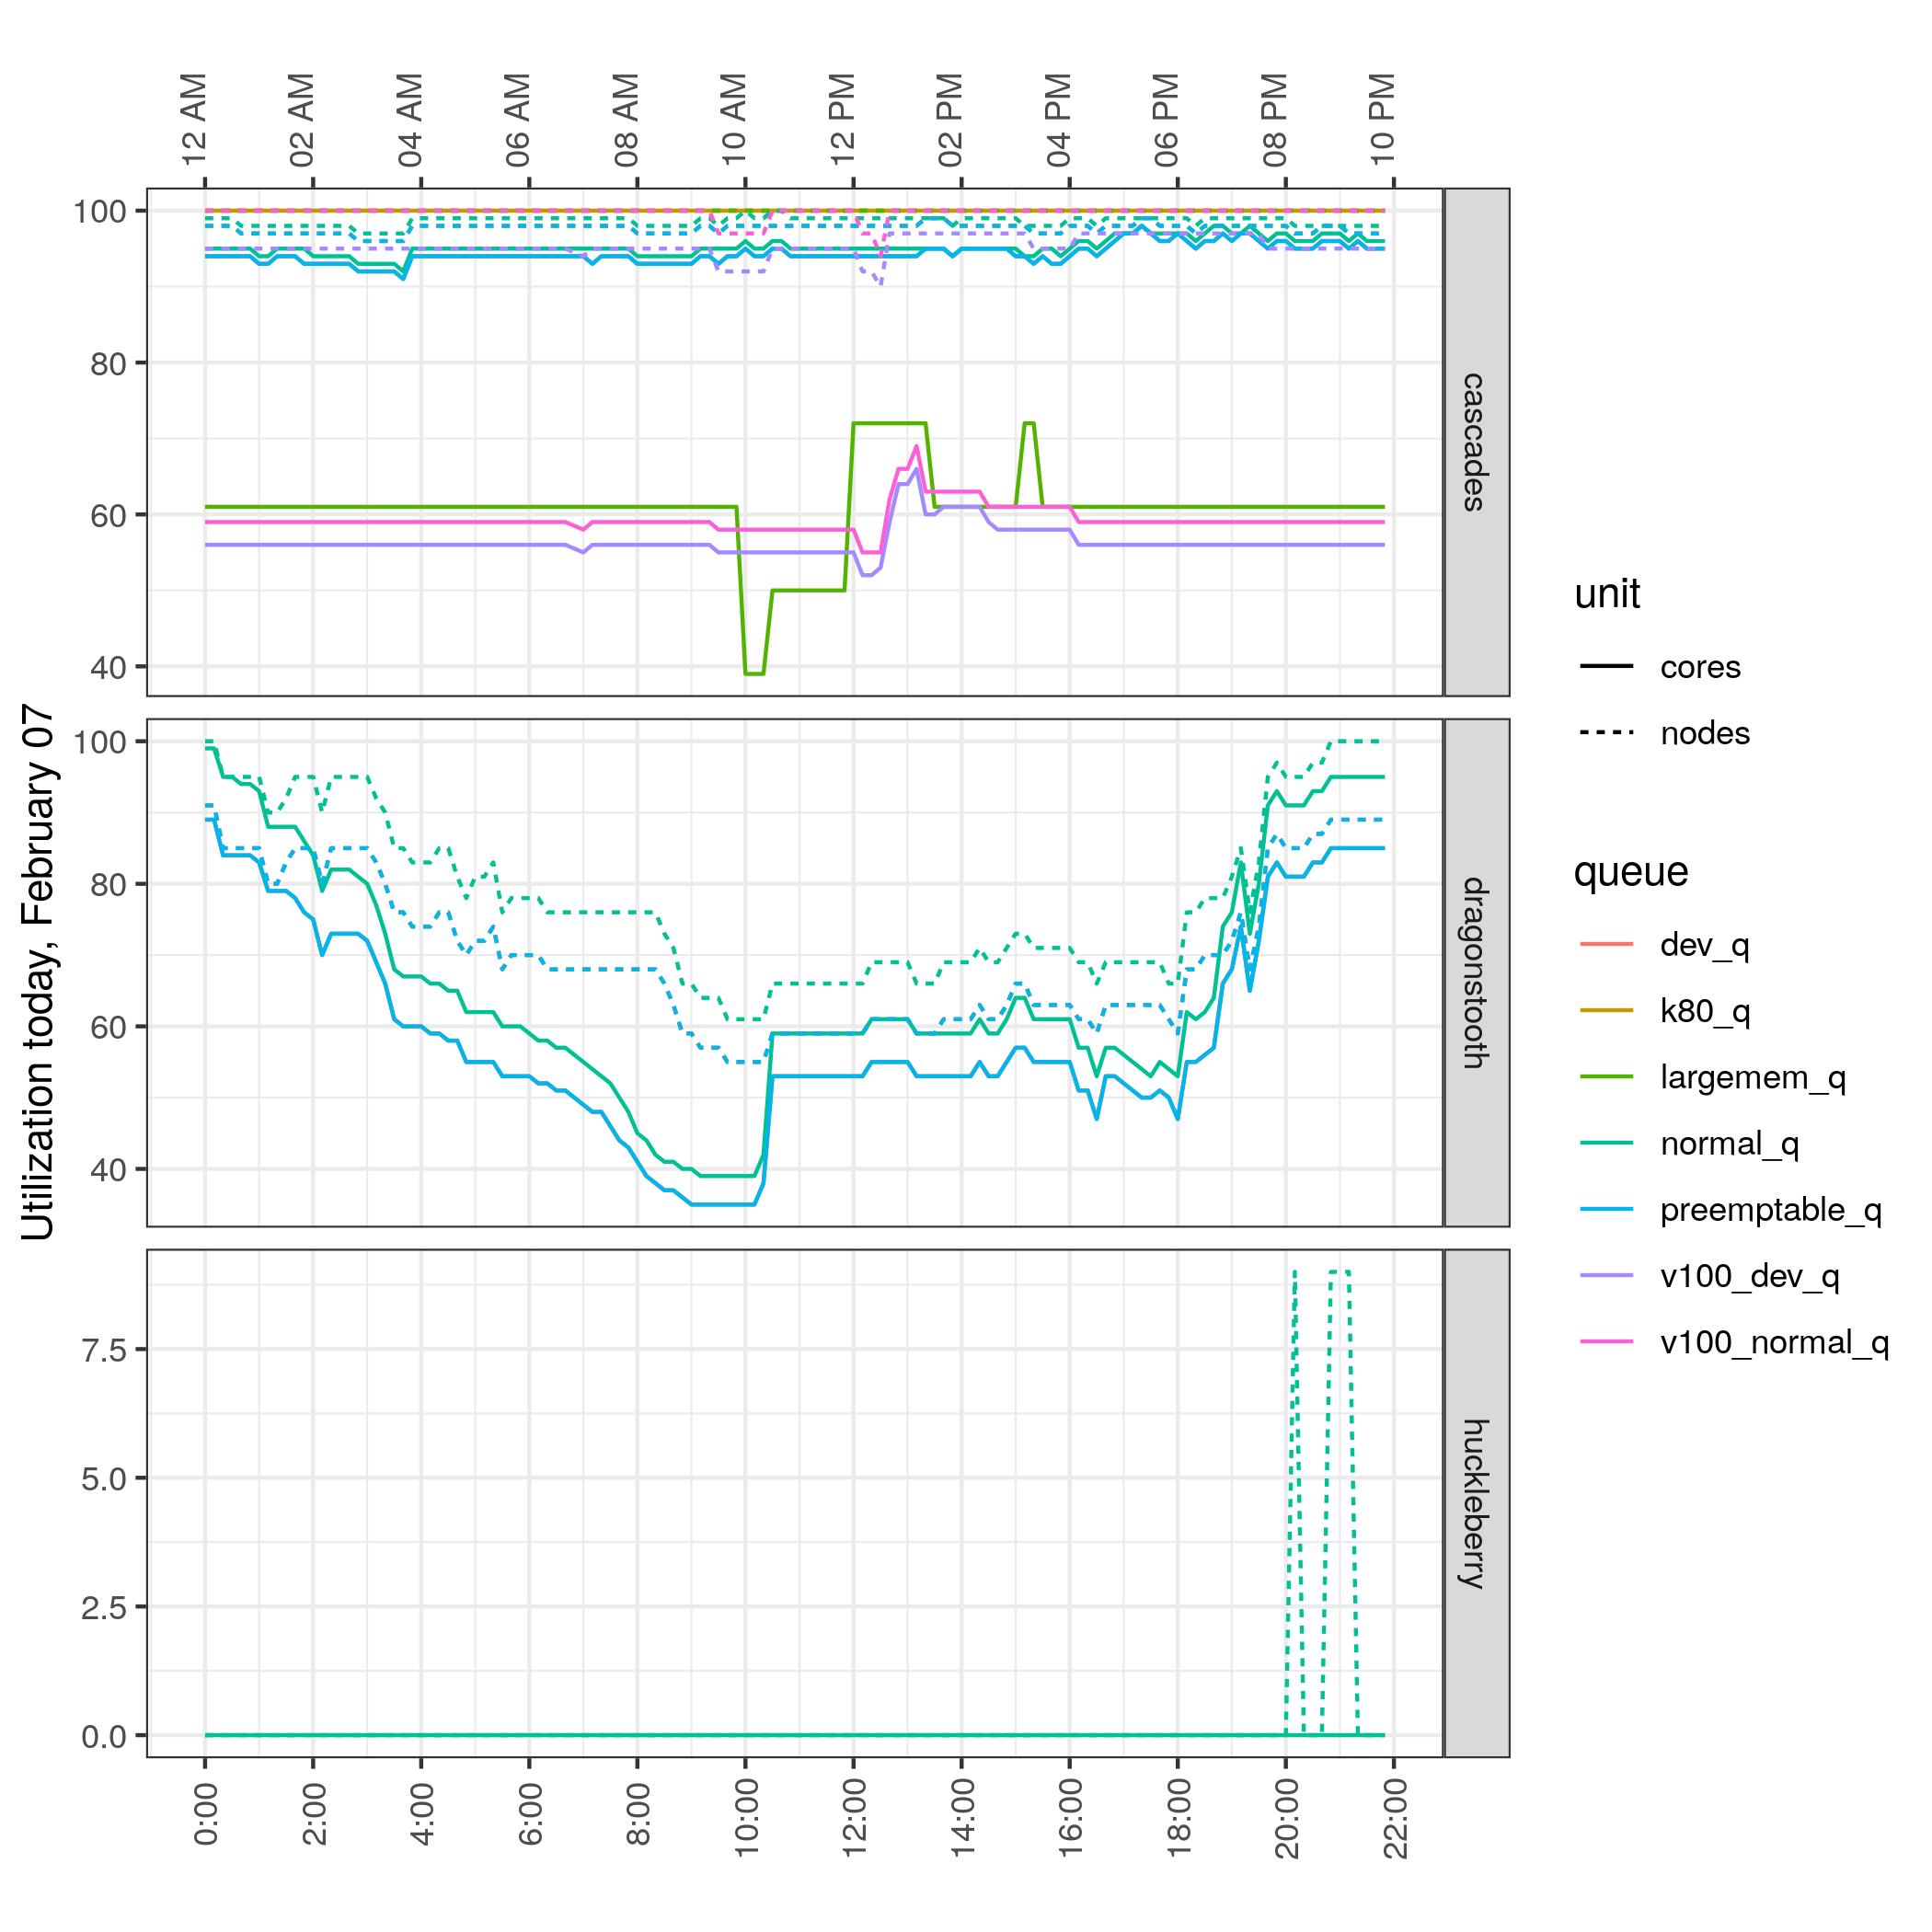 12 AM
02 AM
04 AM
06 AM
08 AM
10 AM
12 PM
02 PM
04 PM
06 PM
08 PM
10 PM
Utilization today, February 07
100
80
60
40
cascades
100
80
60
40
dragonstooth
7.5
5.0
2.5
0.0
huckleberry
0:00
2:00
4:00
6:00
8:00
10:00
12:00
14:00
16:00
18:00
20:00
22:00
unit
cores
nodes
queue
dev_q
k80_q
largemem_q
normal_q
preemptable_q
v100_dev_q
v100_normal_q